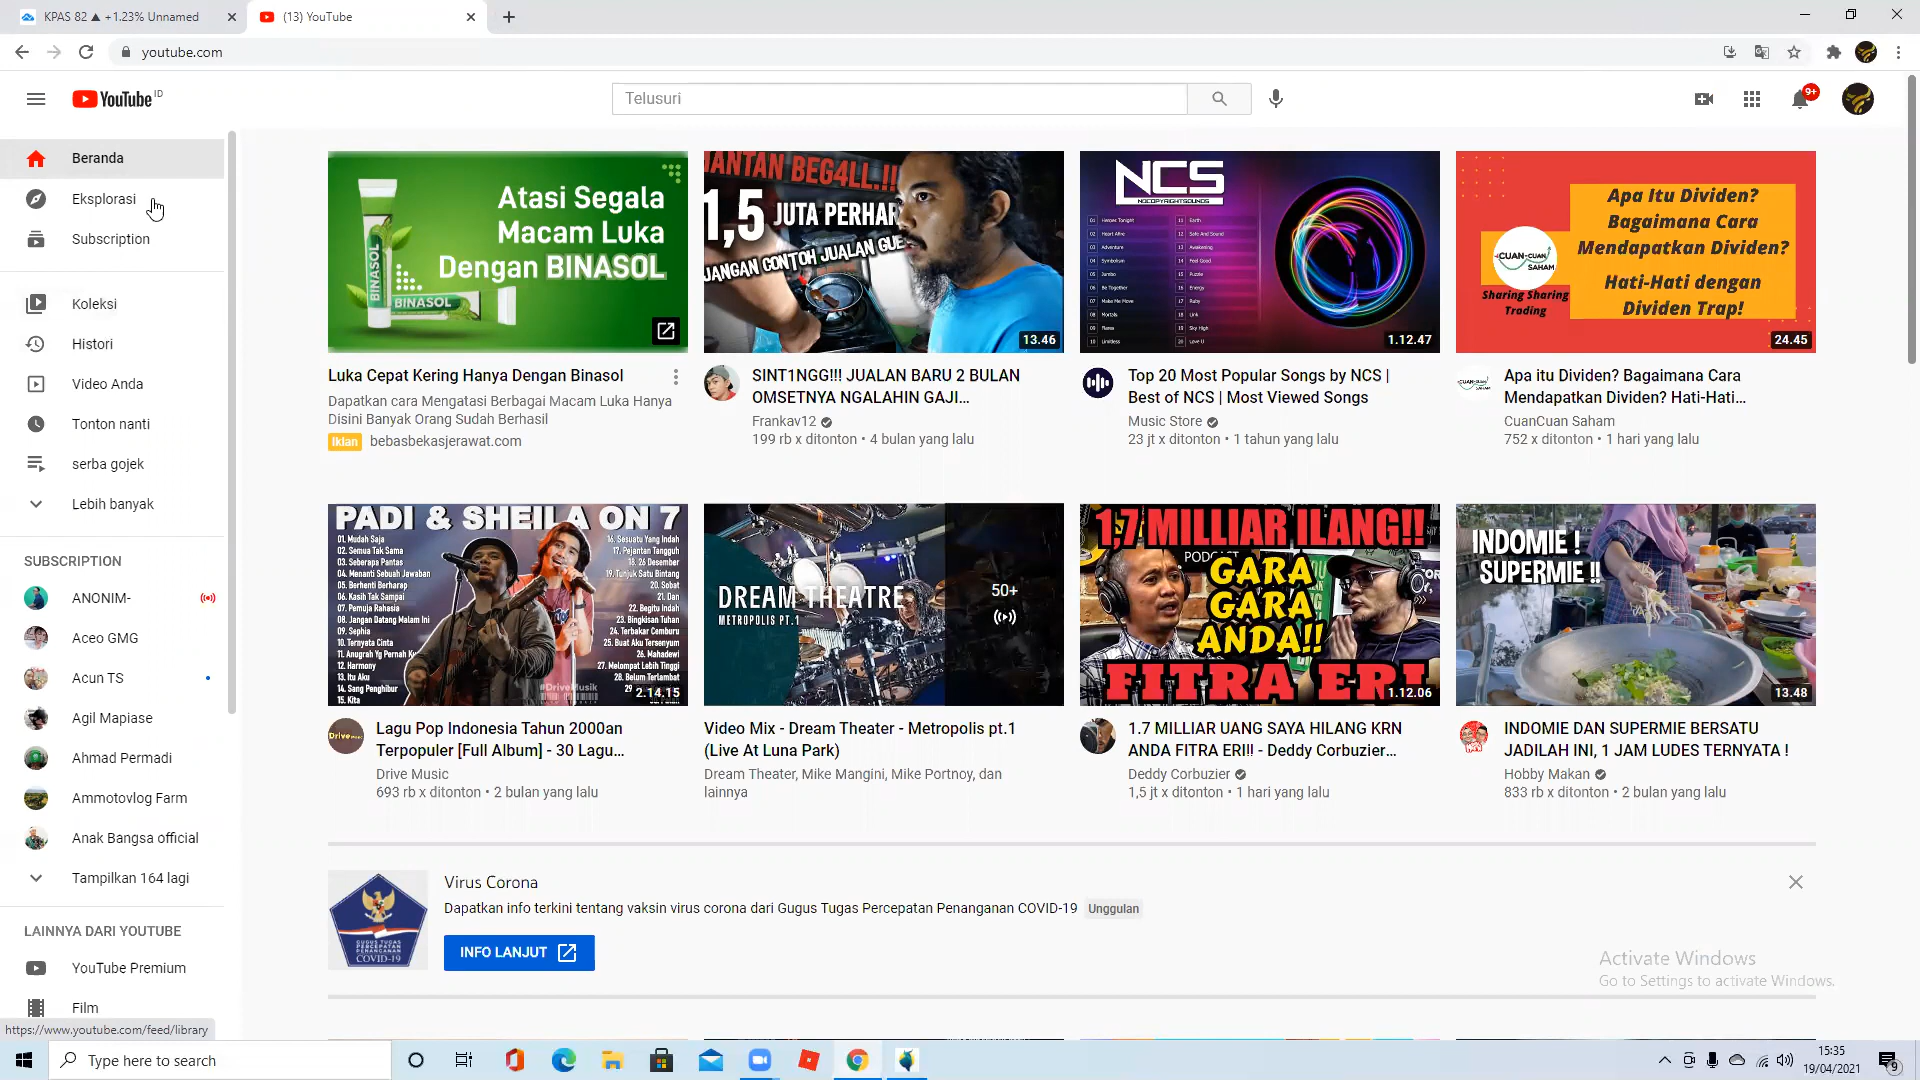 KPAS 82 ▲ +1.23% Unnamed
(13) YouTube
youtube.com
YouTube ID
Telusuri
9+
Beranda
Eksplorasi
Subscription
Koleksi
Histori
Video Anda
Tonton nanti
serba gojek
Lebih banyak
SUBSCRIPTION
ANONIM-
Aceo GMG
Acun TS
Agil Mapiase
Ahmad Permadi
Ammotovlog Farm
Anak Bangsa official
Tampilkan 164 lagi
LAINNYA DARI YOUTUBE
YouTube Premium
Film
https://www.youtube.com/feed/library
Atasi Segala
Macam Luka
Dengan BINASOL
BINASOL
BINASOL
Luka Cepat Kering Hanya Dengan Binasol
Dapatkan cara Mengatasi Berbagai Macam Luka Hanya
Disini Banyak Orang Sudah Berhasil
Iklan bebasbekasjerawat.com
HANTAN BEG4LL.!!
1,5 JUTA PERHAR
JANGAN CONTOH JUALAN GUE
13.46
SINT1NGG!!! JUALAN BARU 2 BULAN
OMSETNYA NGALAHIN GAJI...
Frankav12
199 rb x ditonton • 4 bulan yang lalu
NCS
NOCOPYRIGHTSOUNDS
1.12.47
Top 20 Most Popular Songs by NCS |
Best of NCS | Most Viewed Songs
Music Store
23 jt x ditonton • 1 tahun yang lalu
Apa Itu Dividen?
Bagaimana Cara
Mendapatkan Dividen?
Hati-Hati dengan
Dividen Trap!
CUAN-CUAN
SAHAM
Sharing Sharing
Trading
24.45
Apa itu Dividen? Bagaimana Cara
Mendapatkan Dividen? Hati-Hati...
CuanCuan Saham
752 x ditonton • 1 hari yang lalu
PADI & SHEILA ON 7
01. Mudah Saja
02. Semua Tak Sama
03. Seberapa Pantas
04. Menanti Sebuah Jawaban
05. Berhenti Berharap
06. Kasih Tak Sampai
07. Pemuja Rahasia
08. Jangan Datang Malam Ini
09. Sephia
10. Ternyata Cinta
11. Anugrah Yg Pernah Ku
12. Harmony
13. Itu Aku
14. Sang Penghibur
15. Kita
16. Sesuatu Yang Indah
17. Pejantan Tangguh
18. 26 Desember
19. Tunjuk Satu Bintang
20. Sobat
21. Dan
22. Begitu Indah
23. Bingkisan Tuhan
24. Terbakar Cemburu
25. Buat Aku Tersenyum
26. Mahadewi
27. Melompat Lebih Tinggi
28. Belum Terlambat
29
#DriveMusik
2.14.15
Lagu Pop Indonesia Tahun 2000an
Terpopuler [Full Album] - 30 Lagu...
Drive Music
693 rb x ditonton • 2 bulan yang lalu
DREAM THEATRE
METROPOLIS PT.1
50+
Video Mix - Dream Theater - Metropolis pt.1
(Live At Luna Park)
Dream Theater, Mike Mangini, Mike Portnoy, dan
lainnya
1.7 MILLIAR ILANG!!
PODCAST
GARA
GARA
ANDA!!
FITRA ERI
1.12.06
1.7 MILLIAR UANG SAYA HILANG KRN
ANDA FITRA ERI!! - Deddy Corbuzier...
Deddy Corbuzier
1,5 jt x ditonton • 1 hari yang lalu
INDOMIE !
SUPERMIE !!
13.48
INDOMIE DAN SUPERMIE BERSATU
JADILAH INI, 1 JAM LUDES TERNYATA !
Hobby Makan
833 rb x ditonton • 2 bulan yang lalu
GUGUS TUGAS
PERCEPATAN
PENANGANAN
COVID-19
Virus Corona
Dapatkan info terkini tentang vaksin virus corona dari Gugus Tugas Percepatan Penanganan COVID-19 Unggulan
INFO LANJUT
Activate Windows
Go to Settings to activate Windows.
Type here to search
15:35
19/04/2021
9